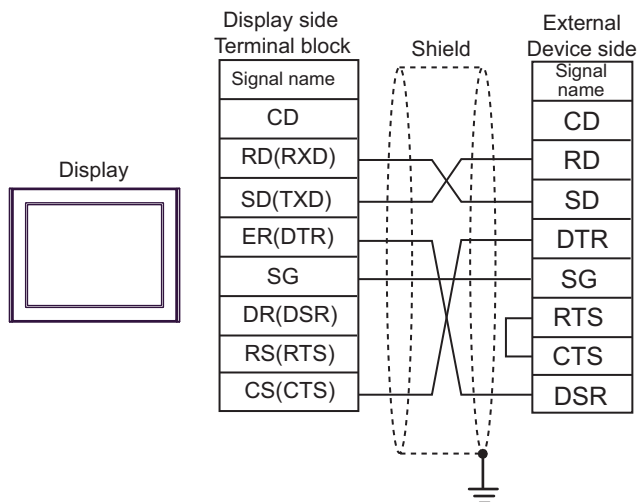 Display side
Terminal block
Shield
External
Device side
Display
Signal name
CD
RD(RXD)
SD(TXD)
ER(DTR)
SG
DR(DSR)
RS(RTS)
CS(CTS)
Signal
name
CD
RD
SD
DTR
SG
RTS
CTS
DSR